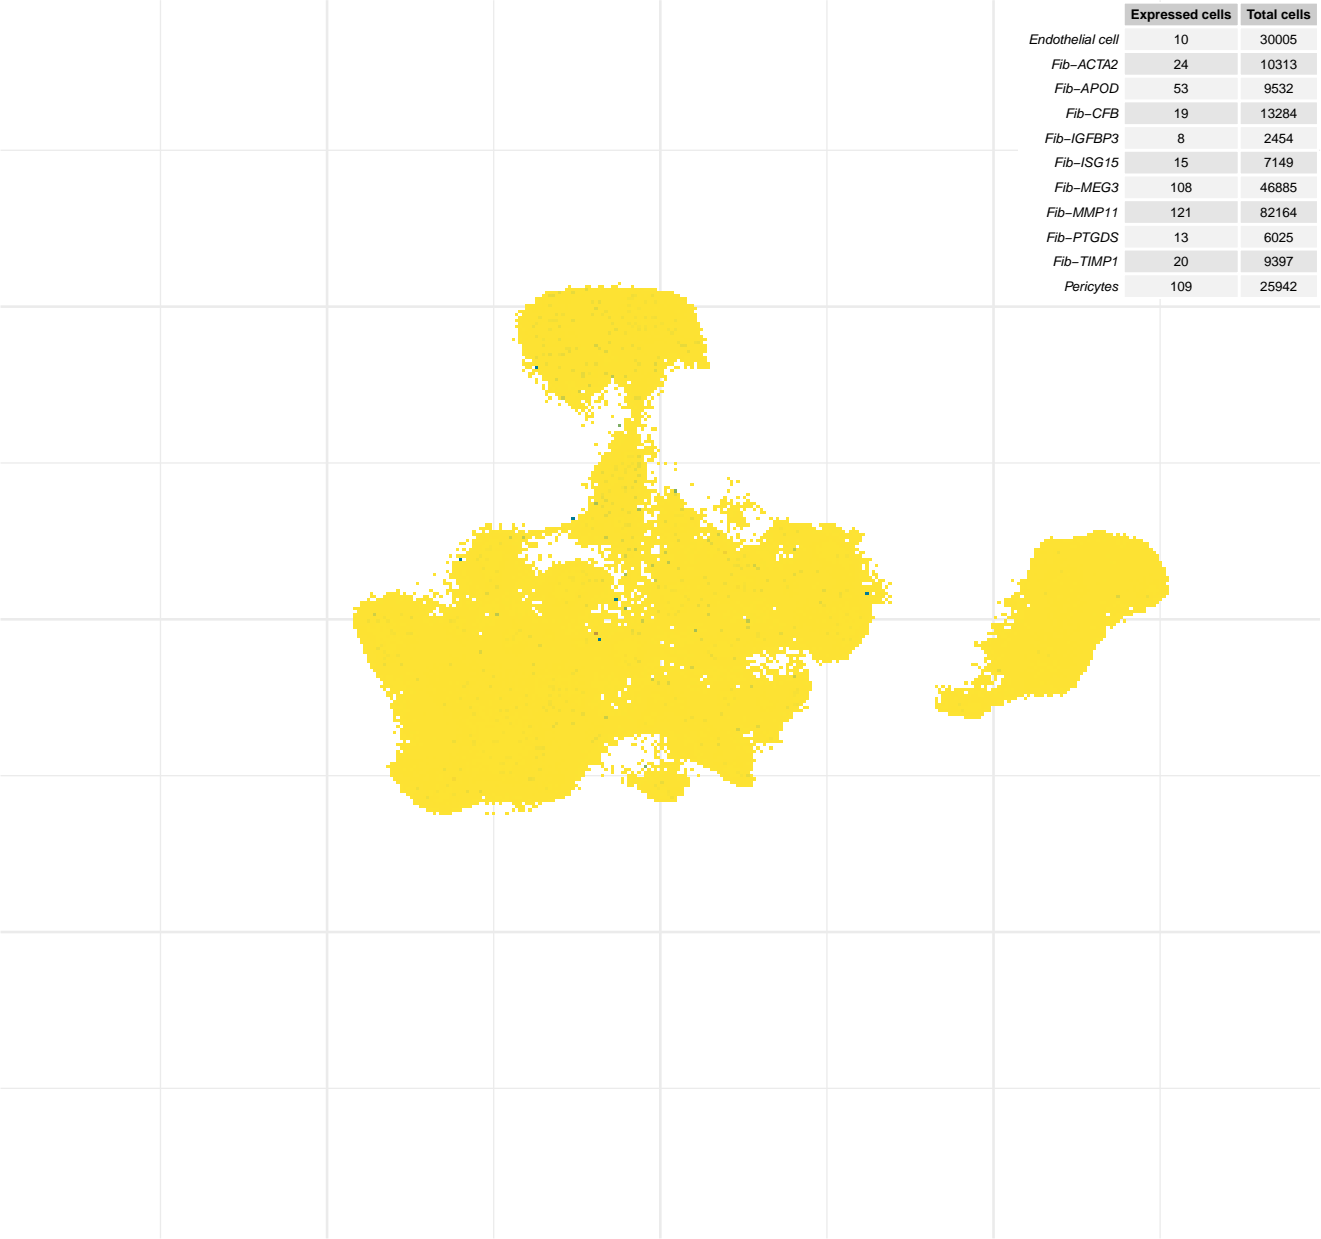 Expressed cells Total cells
Endothelial cell 10 30005
Fib−ACTA2 24 10313
Fib−APOD 53 9532
Fib−CFB 19 13284
Fib−IGFBP3 8 2454
Fib−ISG15 15 7149
Fib−MEG3 108 46885
Fib−MMP11 121 82164
Fib−PTGDS 13 6025
Fib−TIMP1 20 9397
Pericytes 109 25942